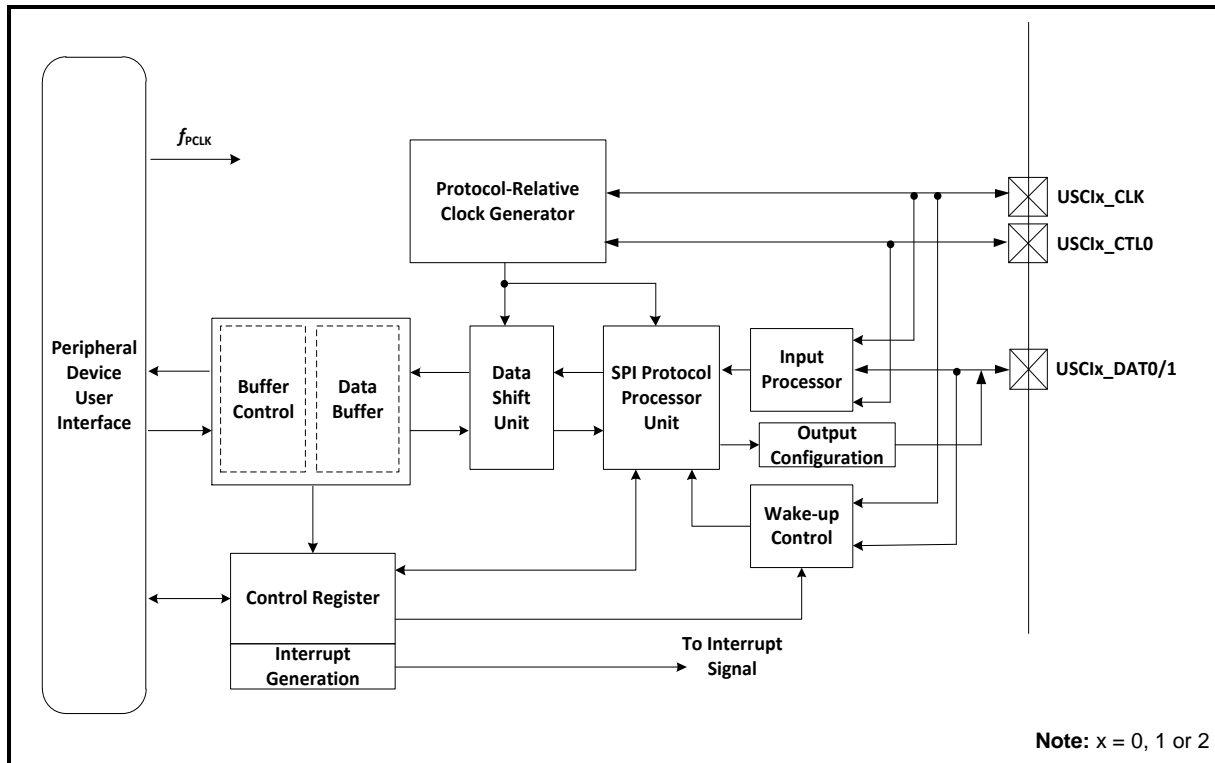 fPCLK
Protocol-Relative
Clock Generator
USCIx_CLK
USCIx_CTL0
Peripheral
Device
User
Interface
Buffer
Control
Data
Buffer
Data
Shift
Unit
SPI Protocol
Processor
Unit
Input
Processor
USCIx_DAT0/1
Output
Configuration
Wake-up
Control
Control Register
Interrupt
Generation
To Interrupt
Signal
Note: x = 0, 1 or 2